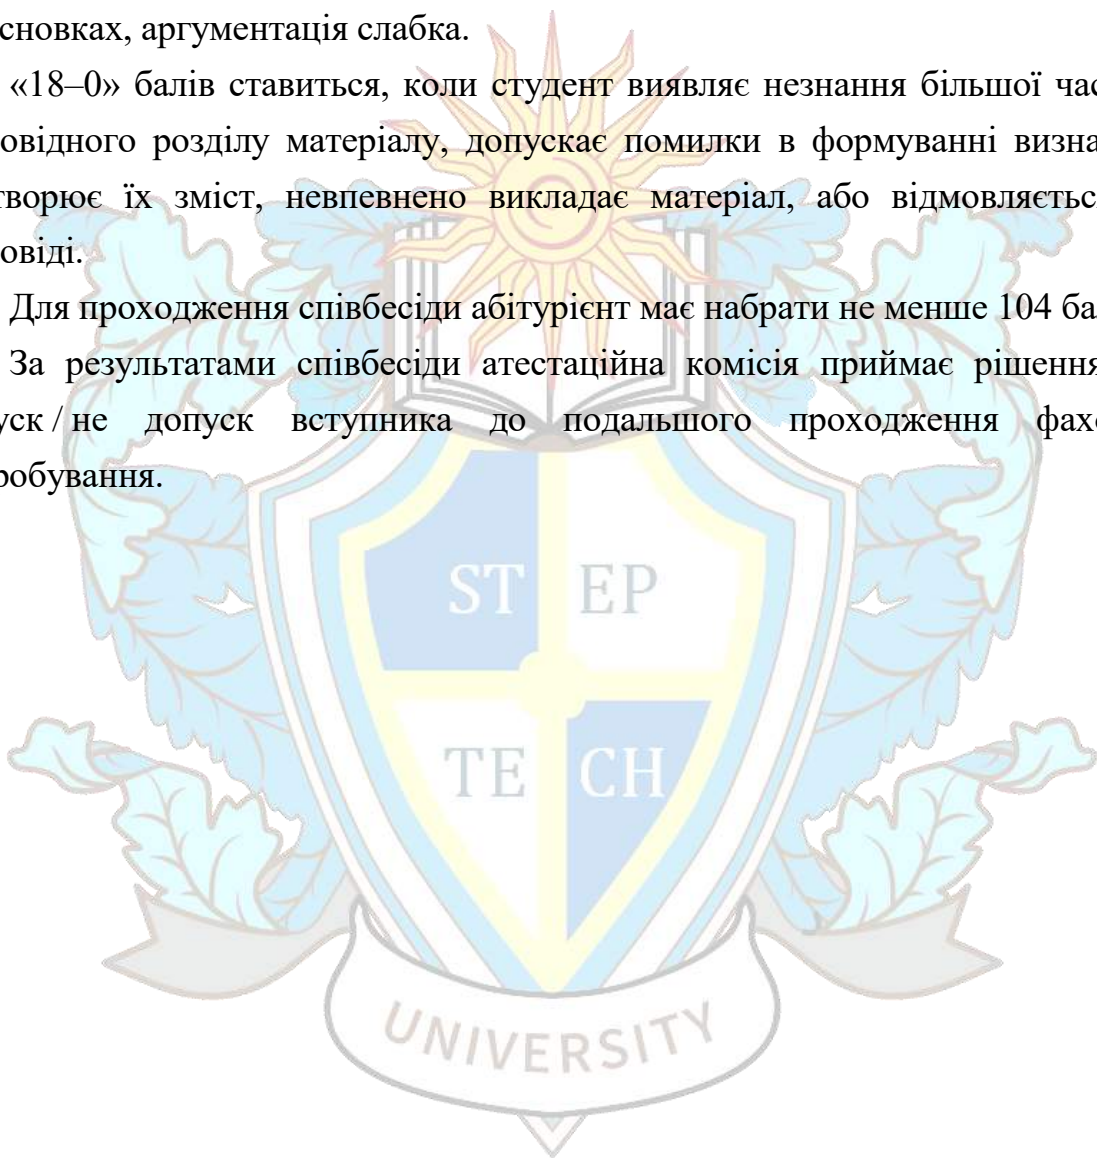 сновках, аргументація слабка.
«18–0» балів ставиться, коли студент виявляє незнання більшої час
овідного розділу матеріалу, допускає помилки в формуванні визна
творює їх зміст, невпевнено викладає матеріал, або відмовляєтьс
овіді.
Для проходження співбесіди абітурієнт має набрати не менше 104 ба
За результатами співбесіди атестаційна комісія приймає рішення
уск / не допуск вступника до подальшого проходження фахо
робування.
ST EP
TE CH
UNIVERSITY